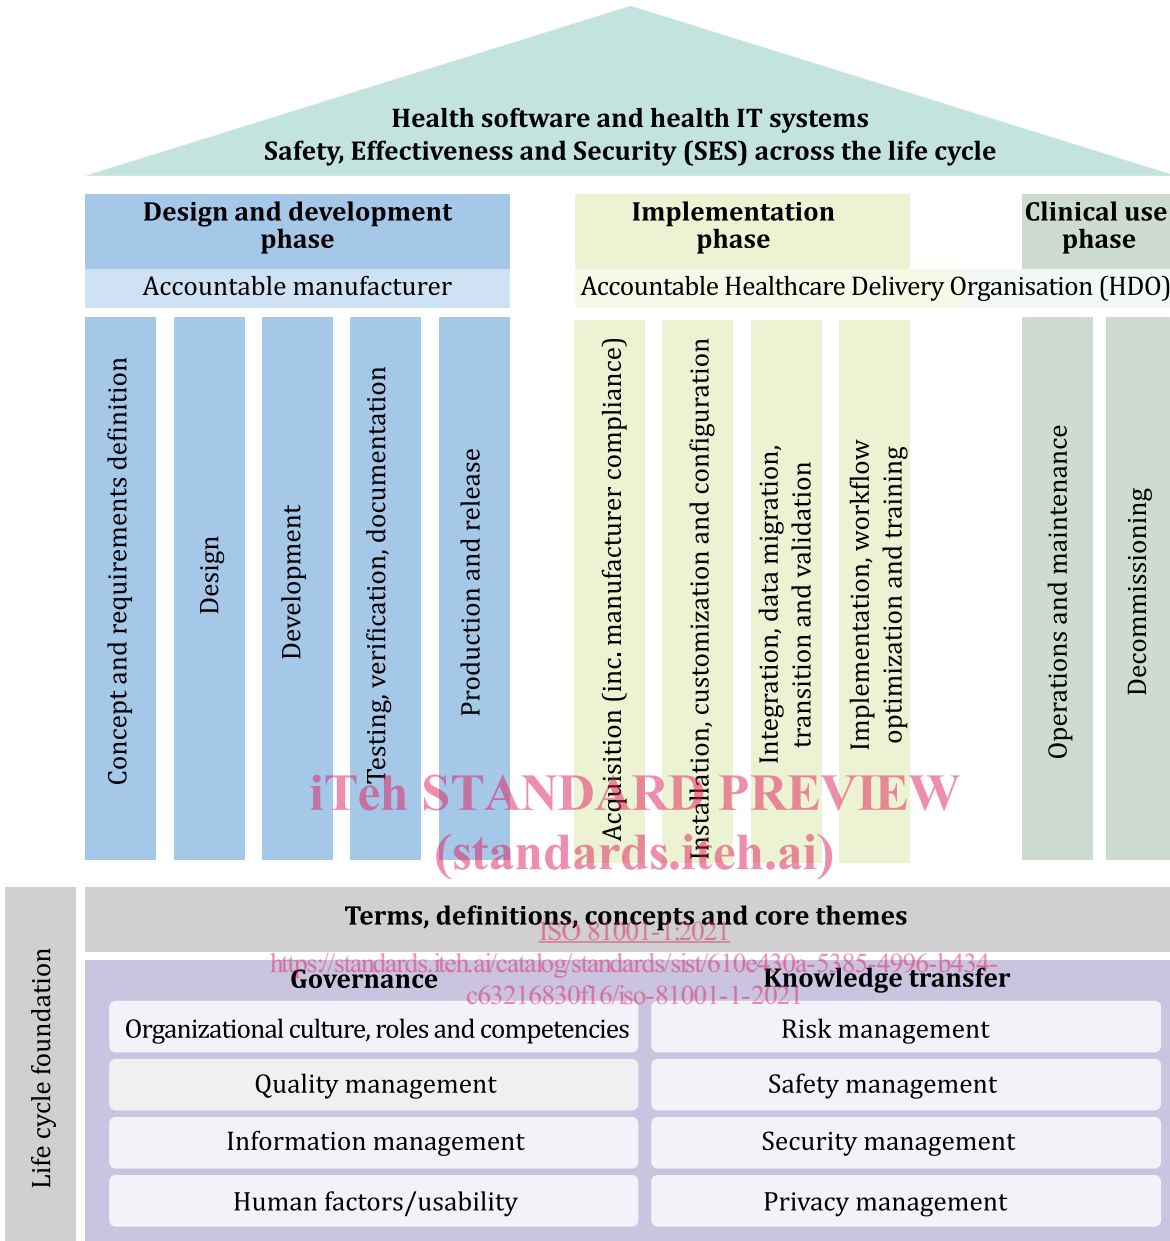 Health software and health IT systems
Safety, Effectiveness and Security (SES) across the life cycle
Design and development
phase
Accountable manufacturer
Implementation
phase
Clinical use
phase
Accountable Healthcare Delivery Organisation (HDO)
Concept and requirements definition
Design
Development
Testing, verification, documentation
Production and release
Acquisition (inc. manufacturer compliance)
Installation, customization and configuration
Integration, data migration,
transition and validation
Implementation, workflow
optimization and training
Operations and maintenance
Decommissioning
iTeh STANDARD PREVIEW
(standards.iteh.ai)
Life cycle foundation
Terms, definitions, concepts and core themes
ISO 81001-1:2021
https://standards.iteh.ai/catalog/standards/sist/610e430a-5385-4996-b434-
c63216830f16/iso-81001-1-2021
Governance
Organizational culture, roles and competencies
Quality management
Information management
Human factors/usability
Knowledge transfer
Risk management
Safety management
Security management
Privacy management